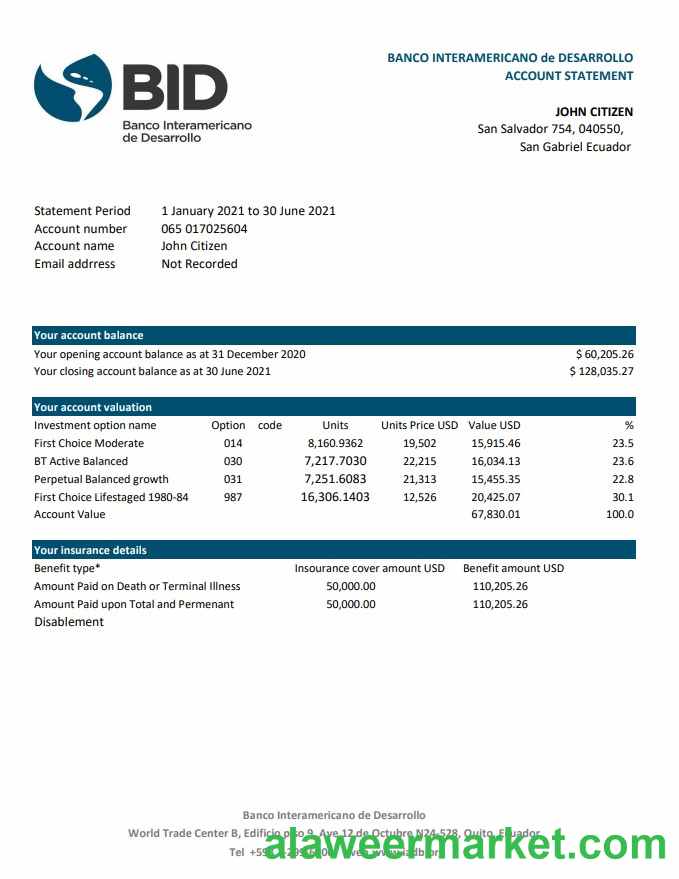 BID
Banco Interamericano
de Desarrollo
BANCO INTERAMERICANO de DESARROLLO
ACCOUNT STATEMENT
JOHN CITIZEN
San Salvador 754, 040550,
San Gabriel Ecuador
Statement Period 1 January 2021 to 30 June 2021
Account number 065 017025604
Account name John Citizen
Email addrress Not Recorded
Your account balance
Your opening account balance as at 31 December 2020 $ 60,205.26
Your closing account balance as at 30 June 2021 $ 128,035.27
Your account valuation
Investment option name Option code Units Units Price USD Value USD %
First Choice Moderate 014 8,160.9362 19,502 15,915.46 23.5
BT Active Balanced 030 7,217.7030 22,215 16,034.13 23.6
Perpetual Balanced growth 031 7,251.6083 21,313 15,455.35 22.8
First Choice Lifestaged 1980-84 987 16,306.1403 12,526 20,425.07 30.1
Account Value 67,830.01 100.0
Your insurance details
Benefit type* Insourance cover amount USD Benefit amount USD
Amount Paid on Death or Terminal Illness 50,000.00 110,205.26
Amount Paid upon Total and Permenant 50,000.00 110,205.26
Disablement
Banco Interamericano de Desarrollo
World Trade Center B, Edificio piso 9, Ave 12 de Octubre N24-528, Quito, Ecuador
Tel
alaweermarket.com